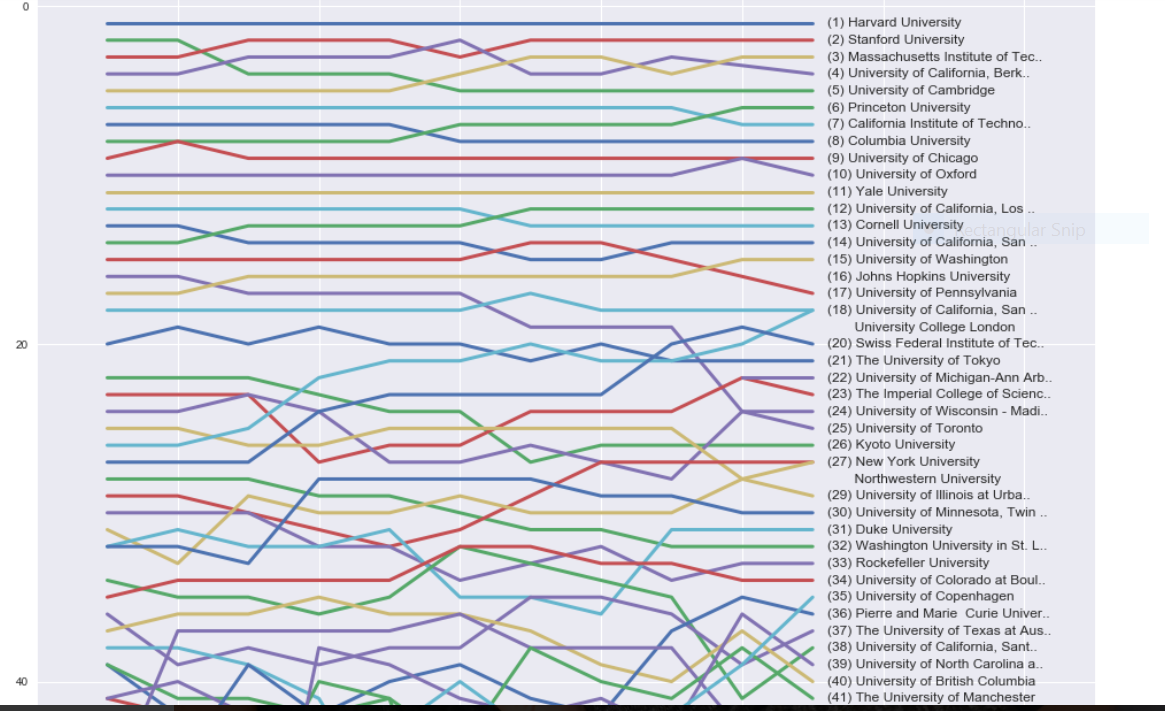 0
(1) Harvard University
(2) Stanford University
(3) Massachusetts Institute of Tec..
(4) University of California, Berk..
(5) University of Cambridge
(6) Princeton University
(7) California Institute of Techno..
(8) Columbia University
(9) University of Chicago
(10) University of Oxford
(11) Yale University
(12) University of California, Los ..
(13) Cornell University
Rectangular Snip
(14) University of California, San ..
(15) University of Washington
(16) Johns Hopkins University
(17) University of Pennsylvania
(18) University of California, San ..
University College London
20
(20) Swiss Federal Institute of Tec..
(21) The University of Tokyo
(22) University of Michigan-Ann Arb..
(23) The Imperial College of Scienc..
(24) University of Wisconsin - Madi..
(25) University of Toronto
(26) Kyoto University
(27) New York University
Northwestern University
(29) University of Illinois at Urba..
(30) University of Minnesota, Twin ..
(31) Duke University
(32) Washington University in St. L..
(33) Rockefeller University
(34) University of Colorado at Boul..
(35) University of Copenhagen
(36) Pierre and Marie  Curie Univer..
(37) The University of Texas at Aus..
(38) University of California, Sant..
(39) University of North Carolina a..
40
(40) University of British Columbia
(41) The University of Manchester